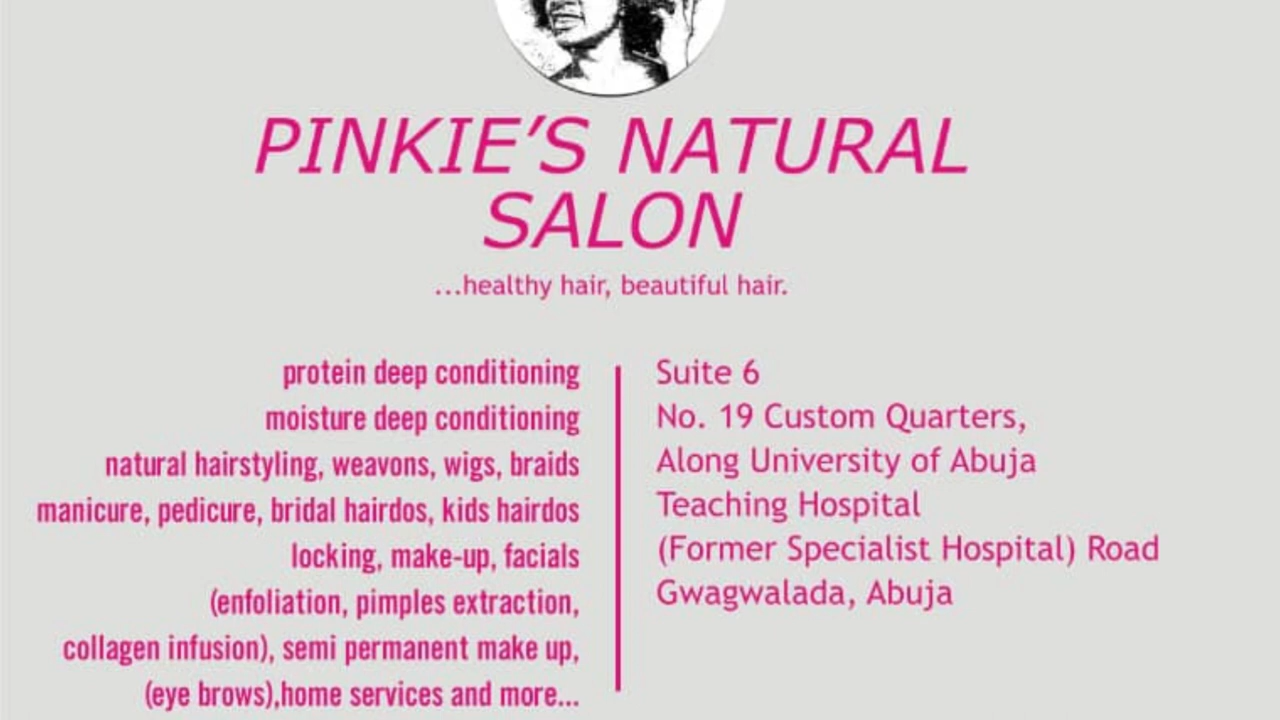 PINKIE'S NATURAL
SALON
...healthy hair, beautiful hair.
protein deep conditioning
moisture deep conditioning
natural hairstyling, weavons, wigs, braids
manicure, pedicure, bridal hairdos, kids hairdos
locking, make-up, facials
(enfoliation, pimples extraction,
collagen infusion), semi permanent make up,
(eye brows),home services and more...
Suite 6
No. 19 Custom Quarters,
Along University of Abuja
Teaching Hospital
(Former Specialist Hospital) Road
Gwagwalada, Abuja